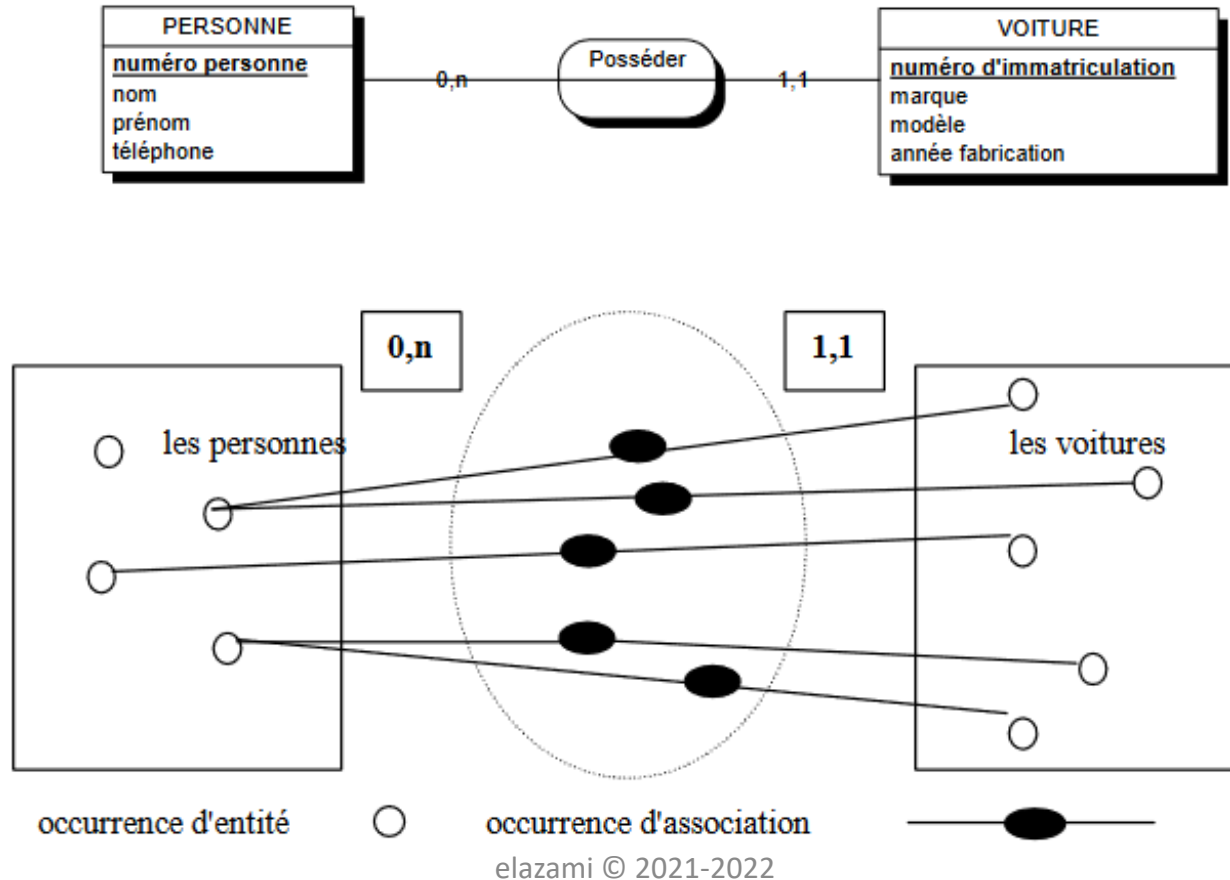 PERSONNE
numéro personne
nom
prénom
téléphone
0,n
Posséder
1,1
VOITURE
numéro d'immatriculation
marque
modèle
année fabrication
0,n
1,1
les personnes
les voitures
occurrence d'entité
occurrence d'association
elazami © 2021-2022